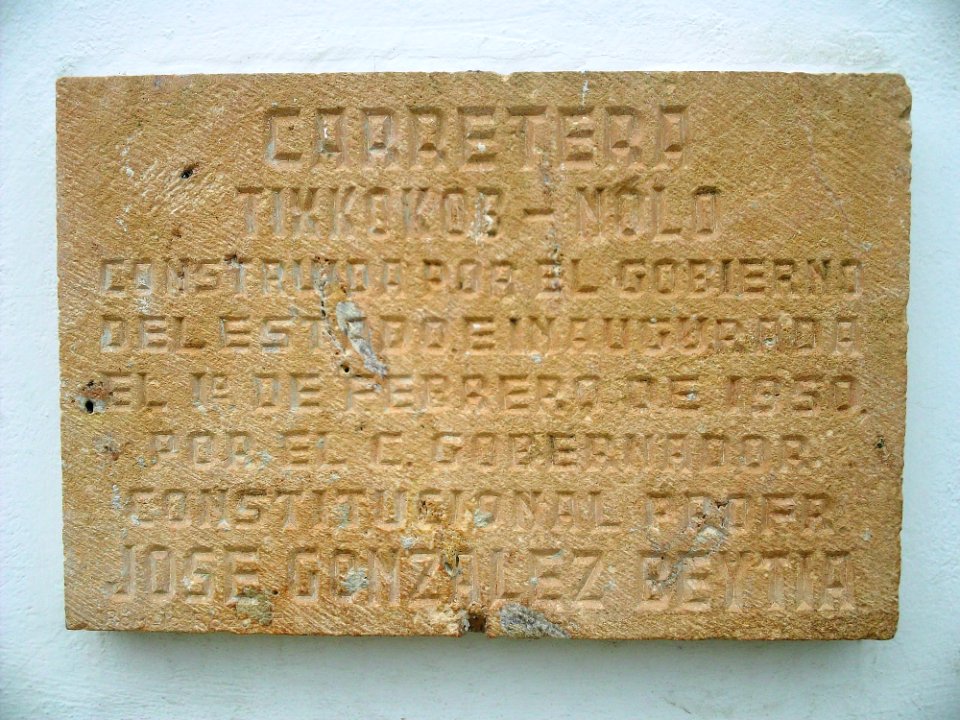 CARRETERA
TIXKOKOB - NOLO
CONSTRUIDA POR EL GOBIERNO
DEL ESTADO E INAUGURADA
EL 1º DE FEBRERO DE 1950.
POR EL C. GOBERNADOR
CONSTITUCIONAL PROFR.
JOSE GONZALEZ BEYTIA